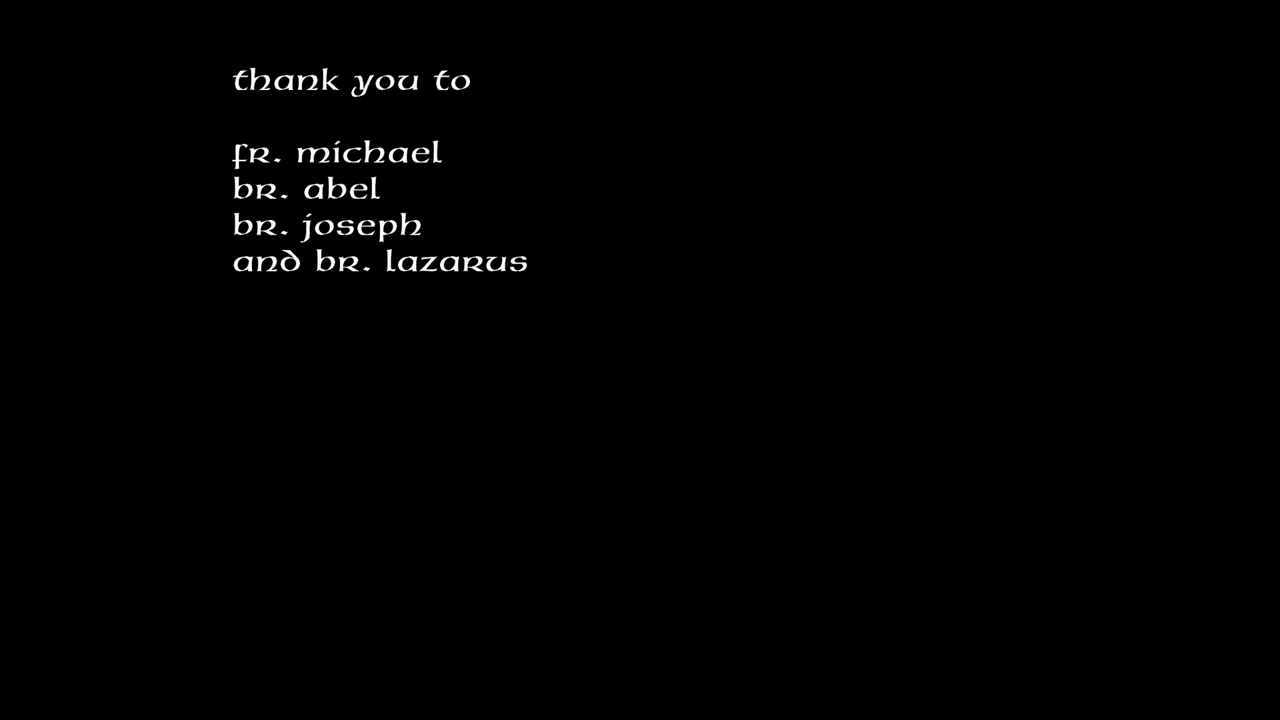 thank you to
fr. michael
br. abel
br. joseph
and br. lazarus